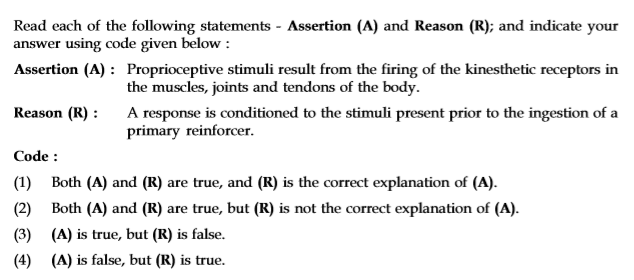 Read each of the following statements - Assertion (A) and Reason (R); and indicate your
answer using code given below :
Assertion (A) : Proprioceptive stimuli result from the firing of the kinesthetic receptors in
the muscles, joints and tendons of the body.
Reason (R) : A response is conditioned to the stimuli present prior to the ingestion of a
primary reinforcer.
Code :
(1) Both (A) and (R) are true, and (R) is the correct explanation of (A).
(2) Both (A) and (R) are true, but (R) is not the correct explanation of (A).
(3) (A) is true, but (R) is false.
(4) (A) is false, but (R) is true.